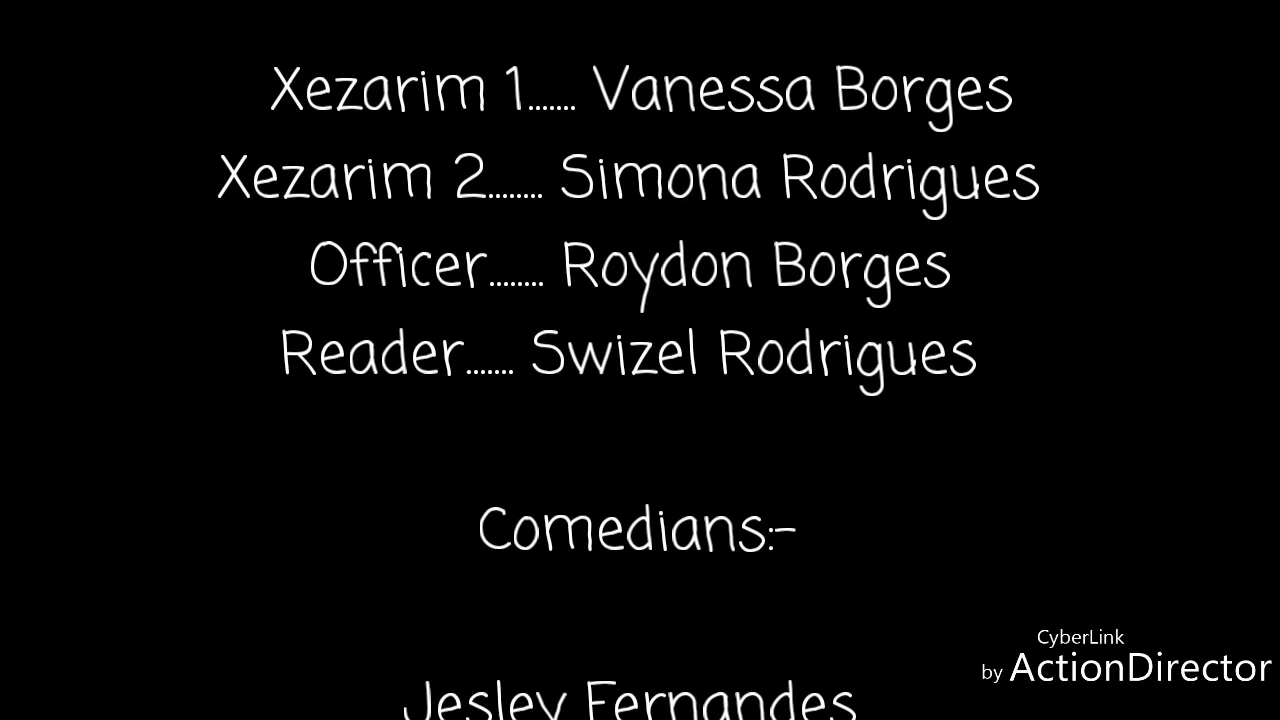 Xezarim 1....... Vanessa Borges
Xezarim 2........ Simona Rodrigues
Officer........ Roydon Borges
Reader....... Swizel Rodrigues
Comedians:-
Jesley Fernandes
CyberLink
by ActionDirector